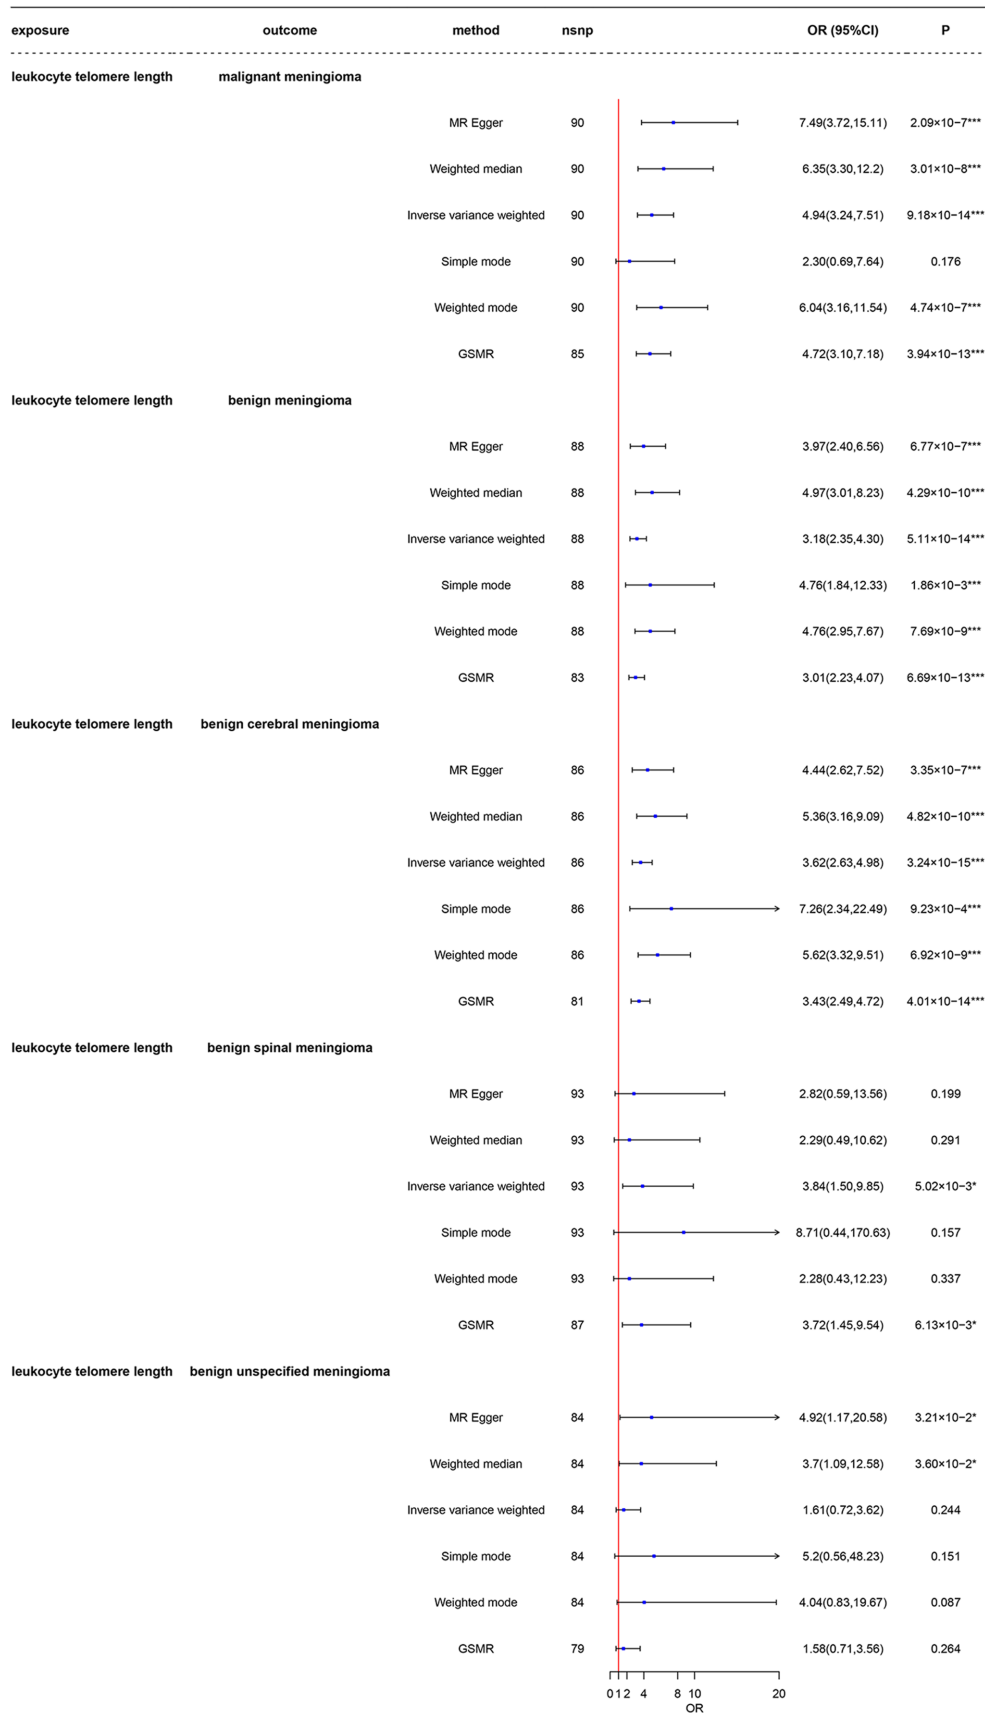 exposure outcome method nsnp OR (95%CI) P
leukocyte telomere length malignant meningioma
MR Egger 90 7.49(3.72,15.11) 2.09×10−7***
Weighted median 90 6.35(3.30,12.2) 3.01×10−8***
Inverse variance weighted 90 4.94(3.24,7.51) 9.18×10−14***
Simple mode 90 2.30(0.69,7.64) 0.176
Weighted mode 90 6.04(3.16,11.54) 4.74×10−7***
GSMR 85 4.72(3.10,7.18) 3.94×10−13***
leukocyte telomere length benign meningioma
MR Egger 88 3.97(2.40,6.56) 6.77×10−7***
Weighted median 88 4.97(3.01,8.23) 4.29×10−10***
Inverse variance weighted 88 3.18(2.35,4.30) 5.11×10−14***
Simple mode 88 4.76(1.84,12.33) 1.86×10−3***
Weighted mode 88 4.76(2.95,7.67) 7.69×10−9***
GSMR 83 3.01(2.23,4.07) 6.69×10−13***
leukocyte telomere length benign cerebral meningioma
MR Egger 86 4.44(2.62,7.52) 3.35×10−7***
Weighted median 86 5.36(3.16,9.09) 4.82×10−10***
Inverse variance weighted 86 3.62(2.63,4.98) 3.24×10−15***
Simple mode 86 7.26(2.34,22.49) 9.23×10−4***
Weighted mode 86 5.62(3.32,9.51) 6.92×10−9***
GSMR 81 3.43(2.49,4.72) 4.01×10−14***
leukocyte telomere length benign spinal meningioma
MR Egger 93 2.82(0.59,13.56) 0.199
Weighted median 93 2.29(0.49,10.62) 0.291
Inverse variance weighted 93 3.84(1.50,9.85) 5.02×10−3*
Simple mode 93 8.71(0.44,170.63) 0.157
Weighted mode 93 2.28(0.43,12.23) 0.337
GSMR 87 3.72(1.45,9.54) 6.13×10−3*
leukocyte telomere length benign unspecified meningioma
MR Egger 84 4.92(1.17,20.58) 3.21×10−2*
Weighted median 84 3.7(1.09,12.58) 3.60×10−2*
Inverse variance weighted 84 1.61(0.72,3.62) 0.244
Simple mode 84 5.2(0.56,48.23) 0.151
Weighted mode 84 4.04(0.83,19.67) 0.087
GSMR 79 1.58(0.71,3.56) 0.264
0 1 2 4 8 10 20
OR